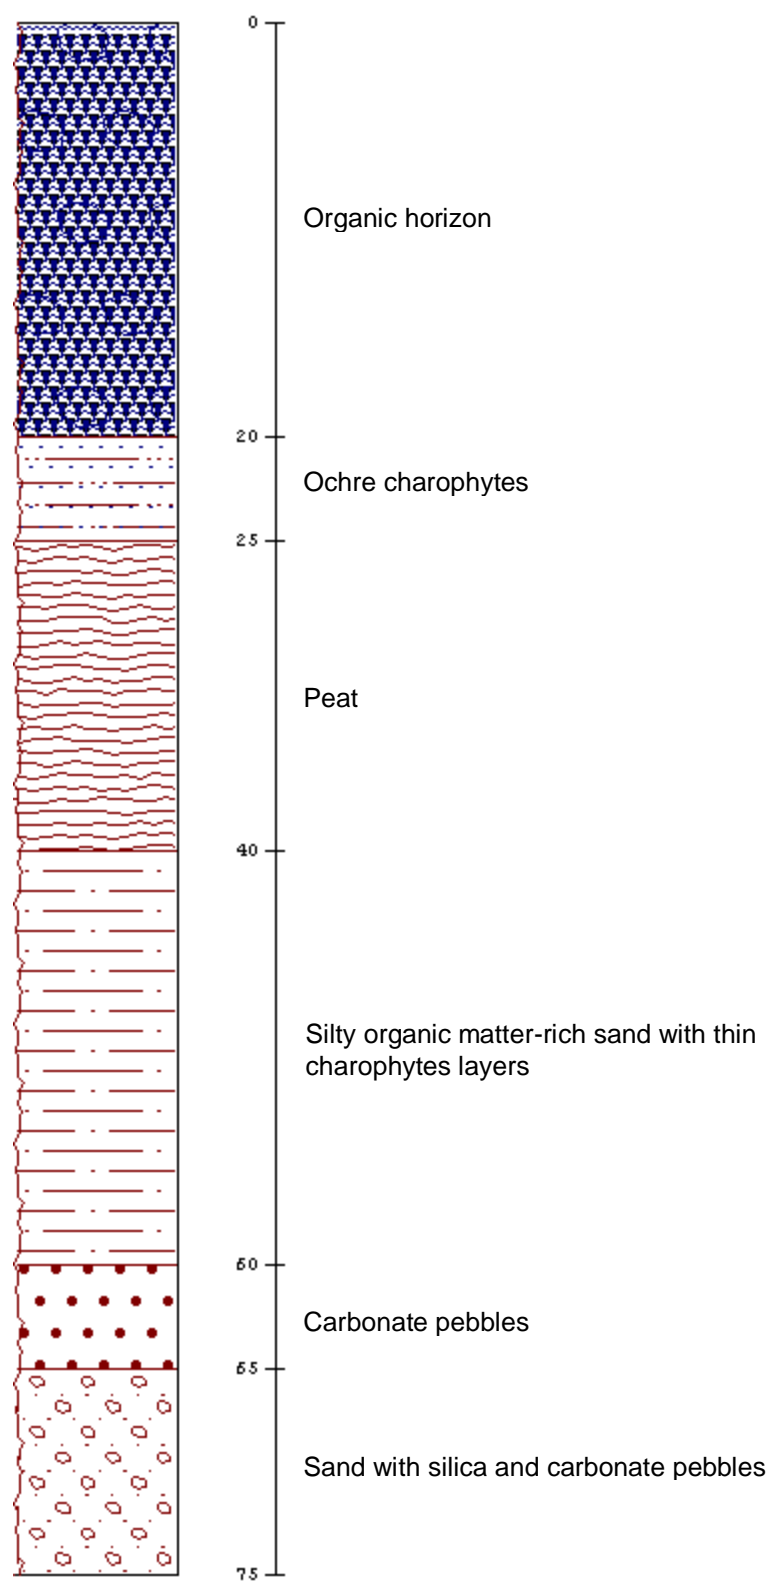 0
Organic horizon
20
Ochre charophytes
25
Peat
40
Silty organic matter-rich sand with thin
charophytes layers
60
Carbonate pebbles
65
Sand with silica and carbonate pebbles
75